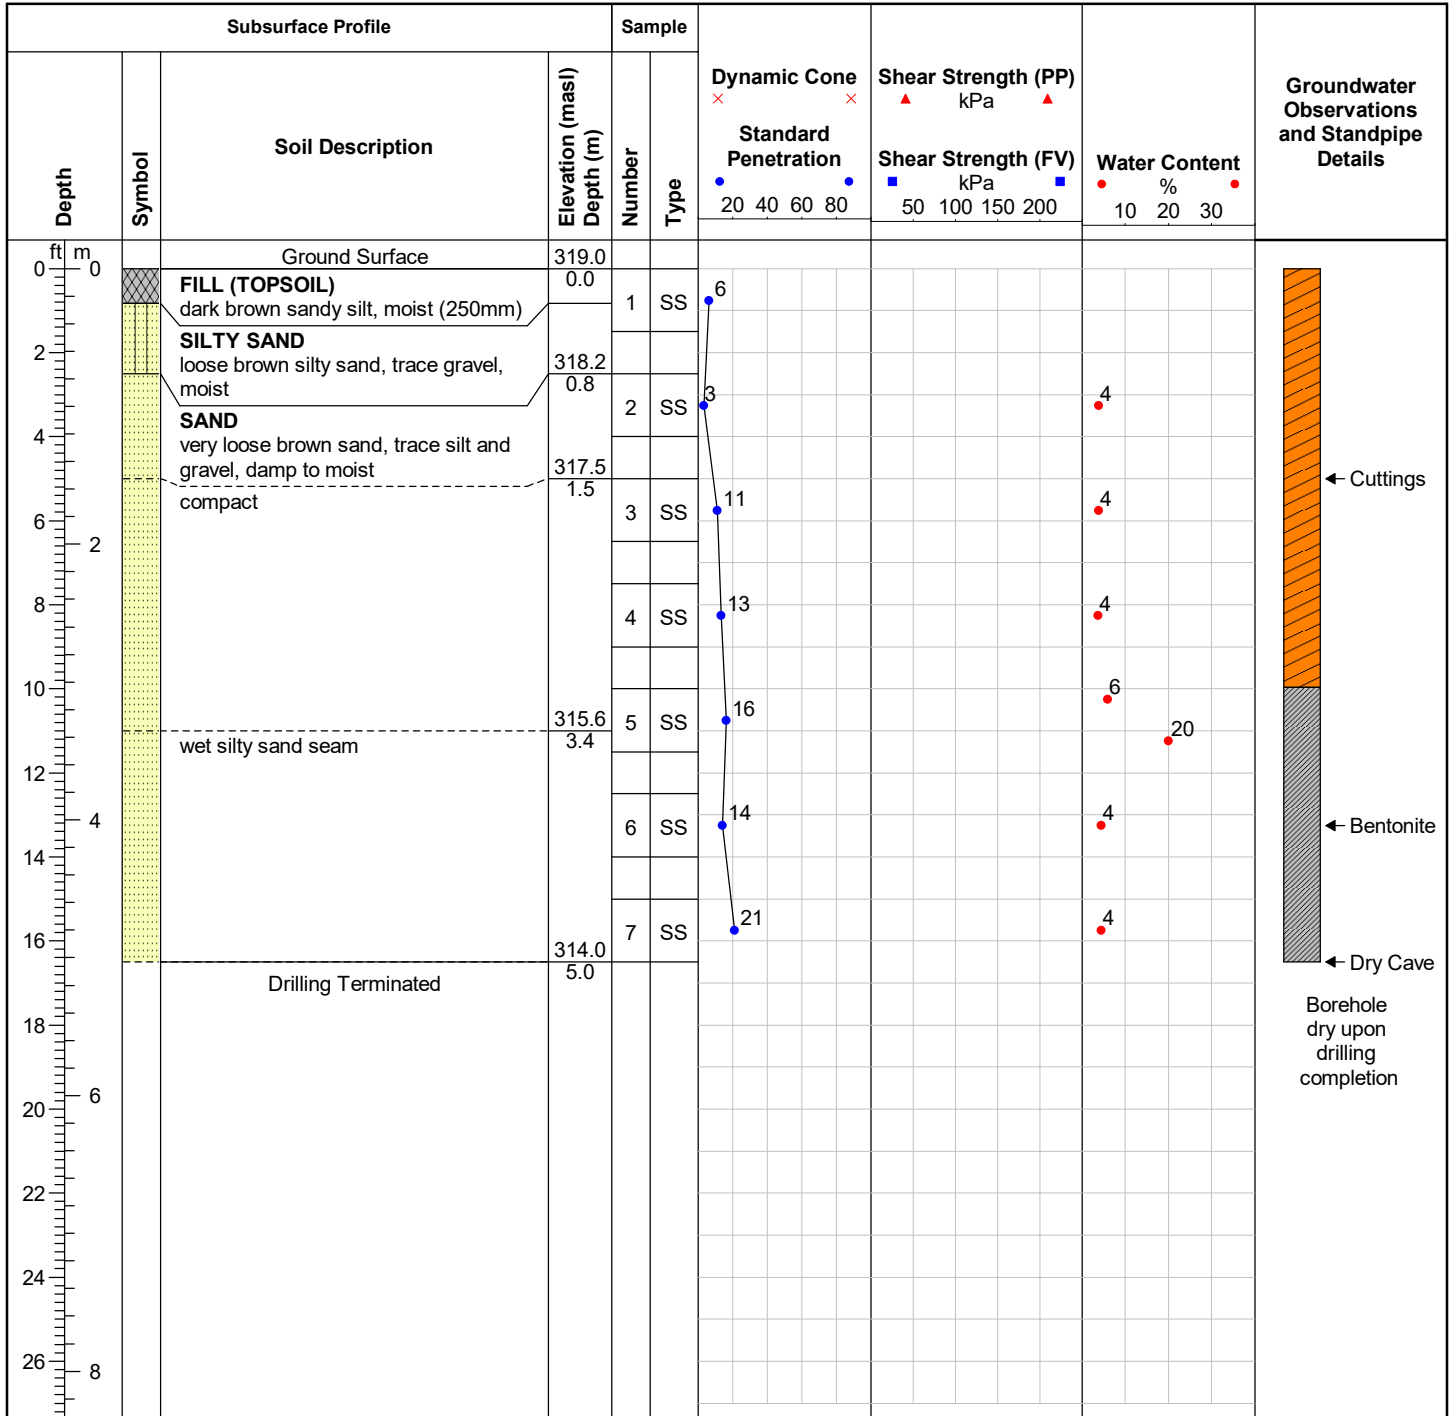 Subsurface Profile
Sample
Depth
Symbol
Soil Description
Elevation (masl)
Depth (m)
Number
Type
Dynamic Cone
Standard
Penetration
20 40 60 80
Shear Strength (PP)
kPa
Shear Strength (FV)
kPa
50 100 150 200
Water Content
%
10 20 30
Groundwater
Observations
and Standpipe
Details
ft m
0 0
2
4
6
2
8
10
12
4
14
16
18
6
20
22
24
26
8
Ground Surface
319.0
0.0
FILL (TOPSOIL)
dark brown sandy silt, moist (250mm)
SILTY SAND
loose brown silty sand, trace gravel,
moist
318.2
0.8
SAND
very loose brown sand, trace silt and
gravel, damp to moist
317.5
1.5
compact
315.6
3.4
wet silty sand seam
314.0
5.0
Drilling Terminated
1 SS 6
2 SS 3 4
3 SS 11 4
4 SS 13 4
5 SS 16 6
20
6 SS 14 4
7 SS 21 4
Cuttings
Bentonite
Dry Cave
Borehole
dry upon
drilling
completion